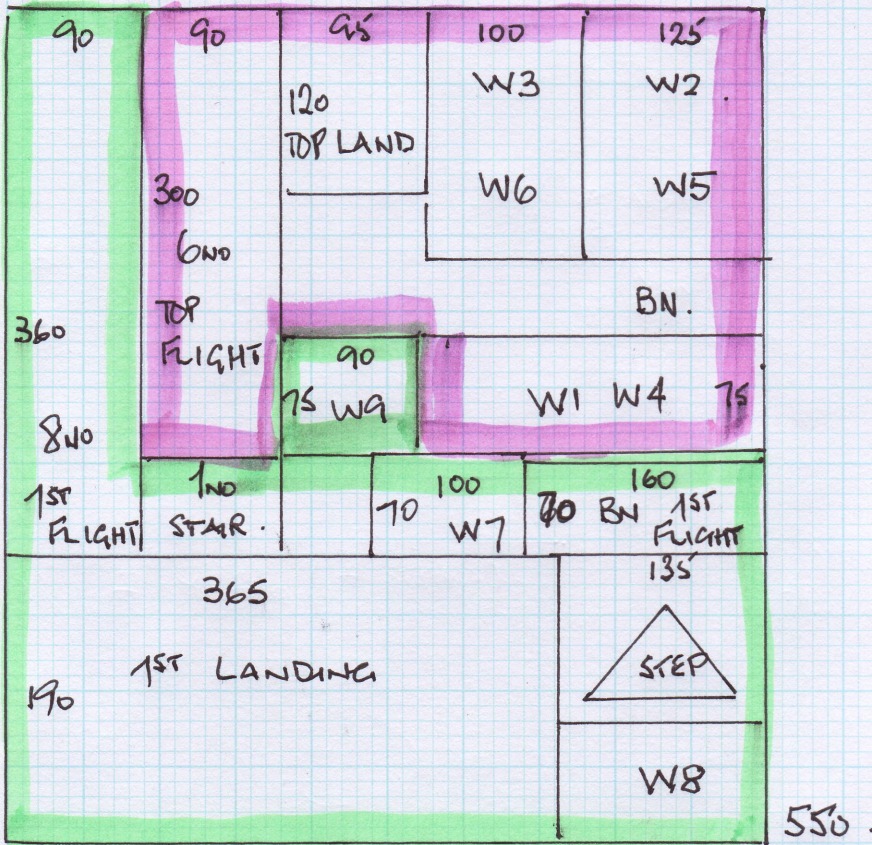 90 90 95 100 125
W3 W2
120
TOP LAND
300 W6 W5
6NO
TOP
FLIGHT
BN.
360
90
75 W9 W1 W4 75
8NO
1ST
FLIGHT
1NO
STAIR.
100
70 W7
160
70 BN 1ST
FLIGHT
365
135
1ST LANDING
STEP
190
W8
550.